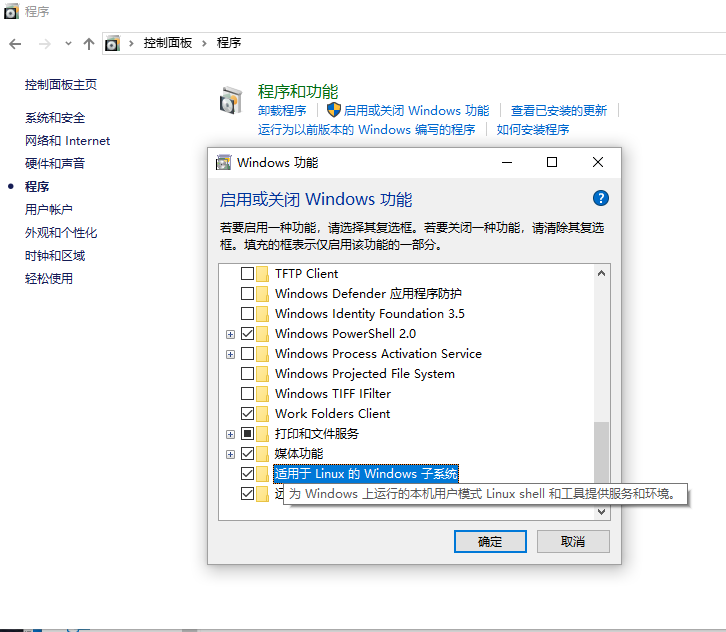 程序
控制面板 程序
控制面板主页
系统和安全
网络和 Internet
硬件和声音
程序
用户帐户
外观和个性化
时钟和区域
轻松使用
程序和功能
卸载程序 启用或关闭 Windows 功能 查看已安装的更新
运行为以前版本的 Windows 编写的程序 如何安装程序
Windows 功能
启用或关闭 Windows 功能
若要启用一种功能，请选择其复选框。若要关闭一种功能，请清除其复选
框。填充的框表示仅启用该功能的一部分。
TFTP Client
Windows Defender 应用程序防护
Windows Identity Foundation 3.5
Windows PowerShell 2.0
Windows Process Activation Service
Windows Projected File System
Windows TIFF IFilter
Work Folders Client
打印和文件服务
媒体功能
适用于 Linux 的 Windows 子系统
为 Windows 上运行的本机用户模式 Linux shell 和工具提供服务和环境。
确定 取消